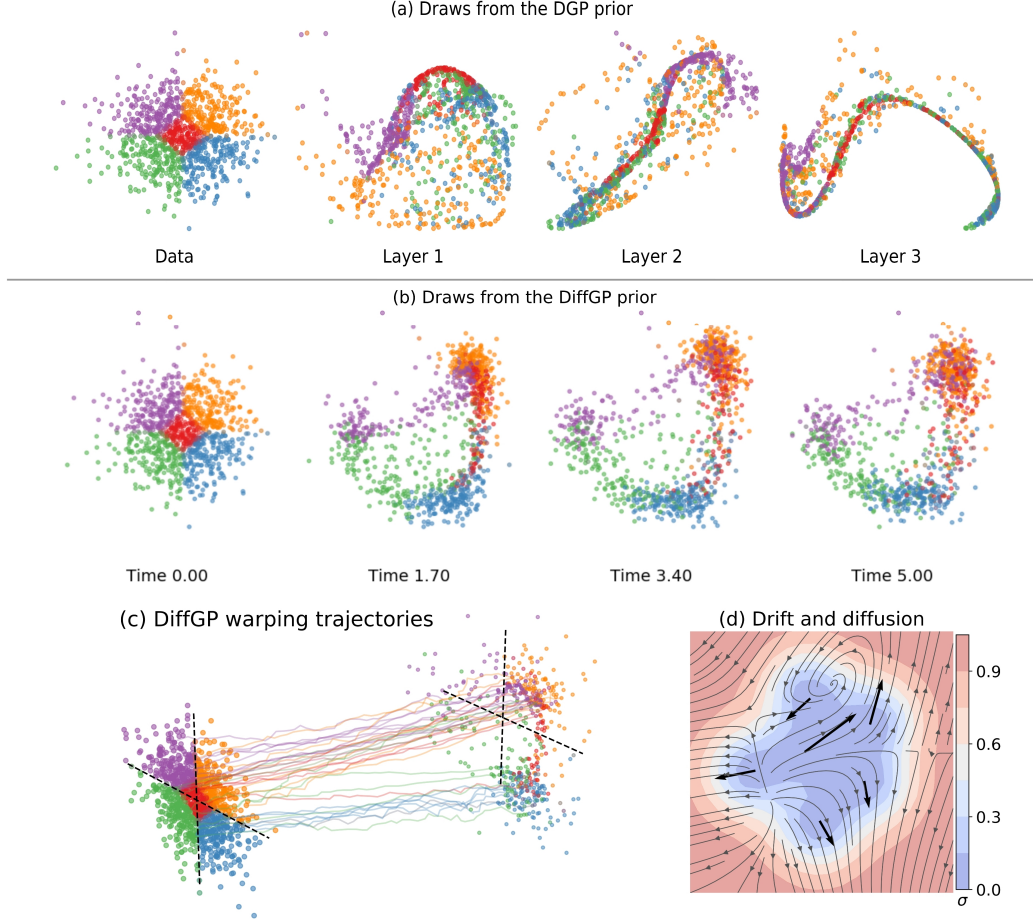 (a) Draws from the DGP prior
Data
Layer 1
Layer 2
Layer 3
(b) Draws from the DiffGP prior
Time 0.00
Time 1.70
Time 3.40
Time 5.00
(c) DiffGP warping trajectories
(d) Drift and diffusion
0.9
0.6
0.3
0.0
σ